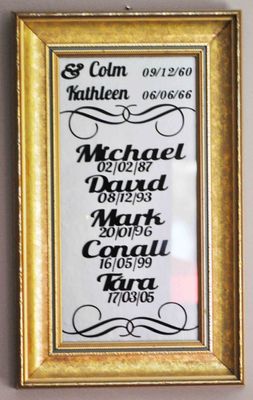 & Colm 09/12/60
Kathleen 06/06/66
Michael
02/02/87
David
08/12/93
Mark
20/01/96
Conall
16/05/99
Tara
17/03/05